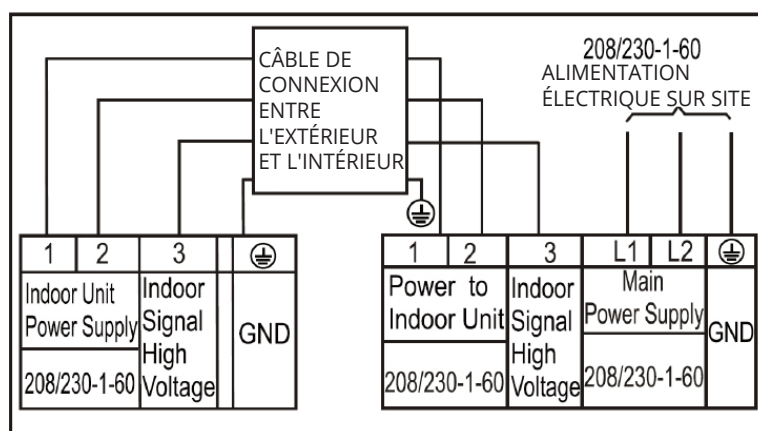 CÂBLE DE
CONNEXION
ENTRE
L'EXTÉRIEUR
ET L'INTÉRIEUR
208/230-1-60
ALIMENTATION
ÉLECTRIQUE SUR SITE
1 2 3
Indoor Unit
Power Supply
208/230-1-60
Indoor
Signal
High
Voltage
GND
1 2 3 L1 L2
Power to
Indoor Unit
208/230-1-60
Indoor
Signal
High
Voltage
Main
Power Supply
208/230-1-60
GND